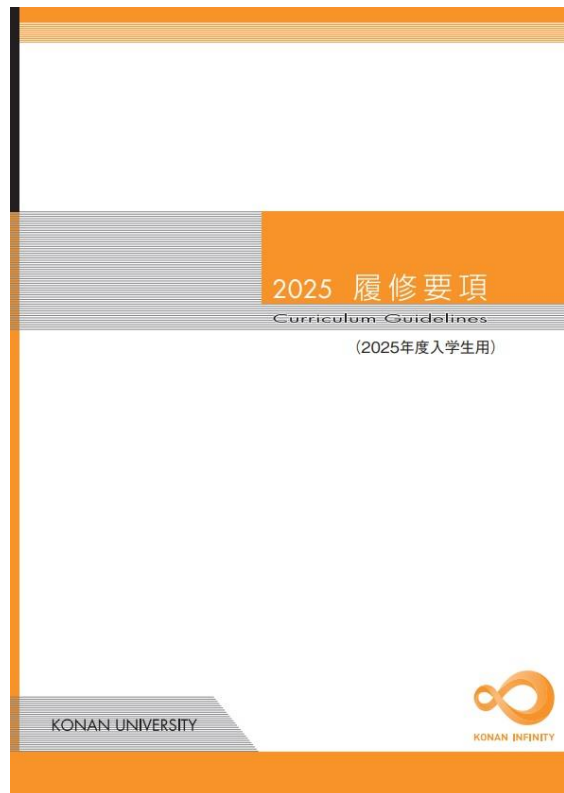 2025 履修要項
Curriculum Guidelines
（2025年度入学生用）
KONAN UNIVERSITY
KONAN INFINITY